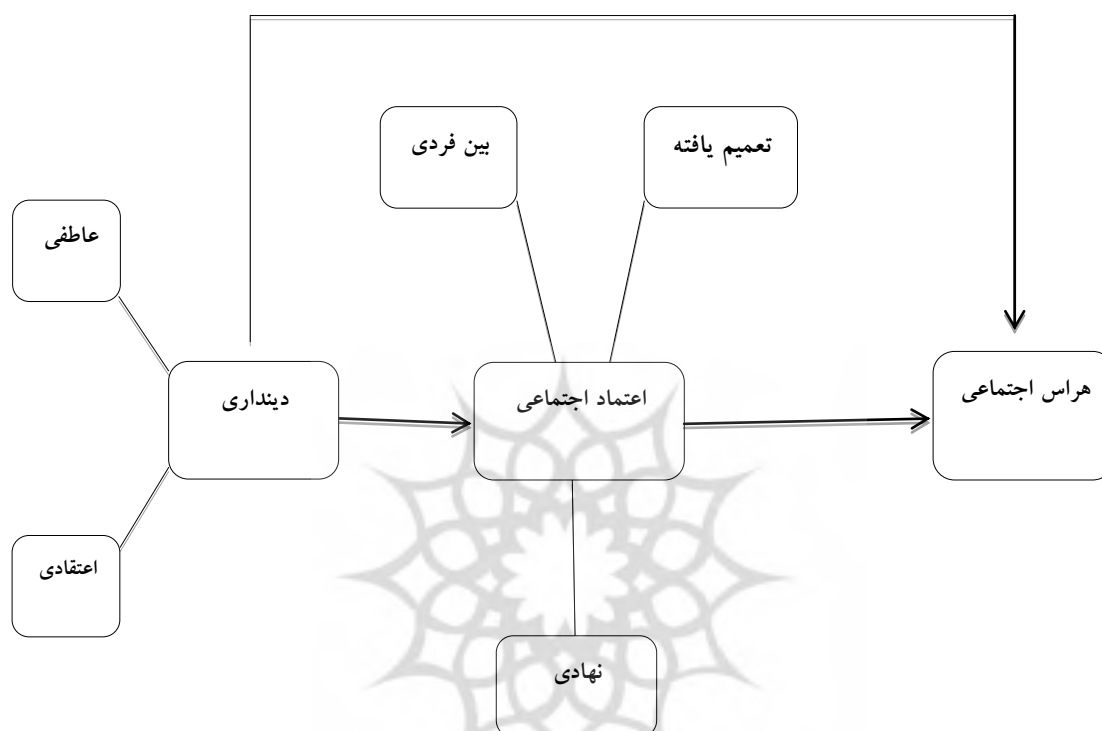 بین فردی
تعمیم یافته
عاطفی
دینداری
اعتماد اجتماعی
هراس اجتماعی
اعتقادی
نهادی